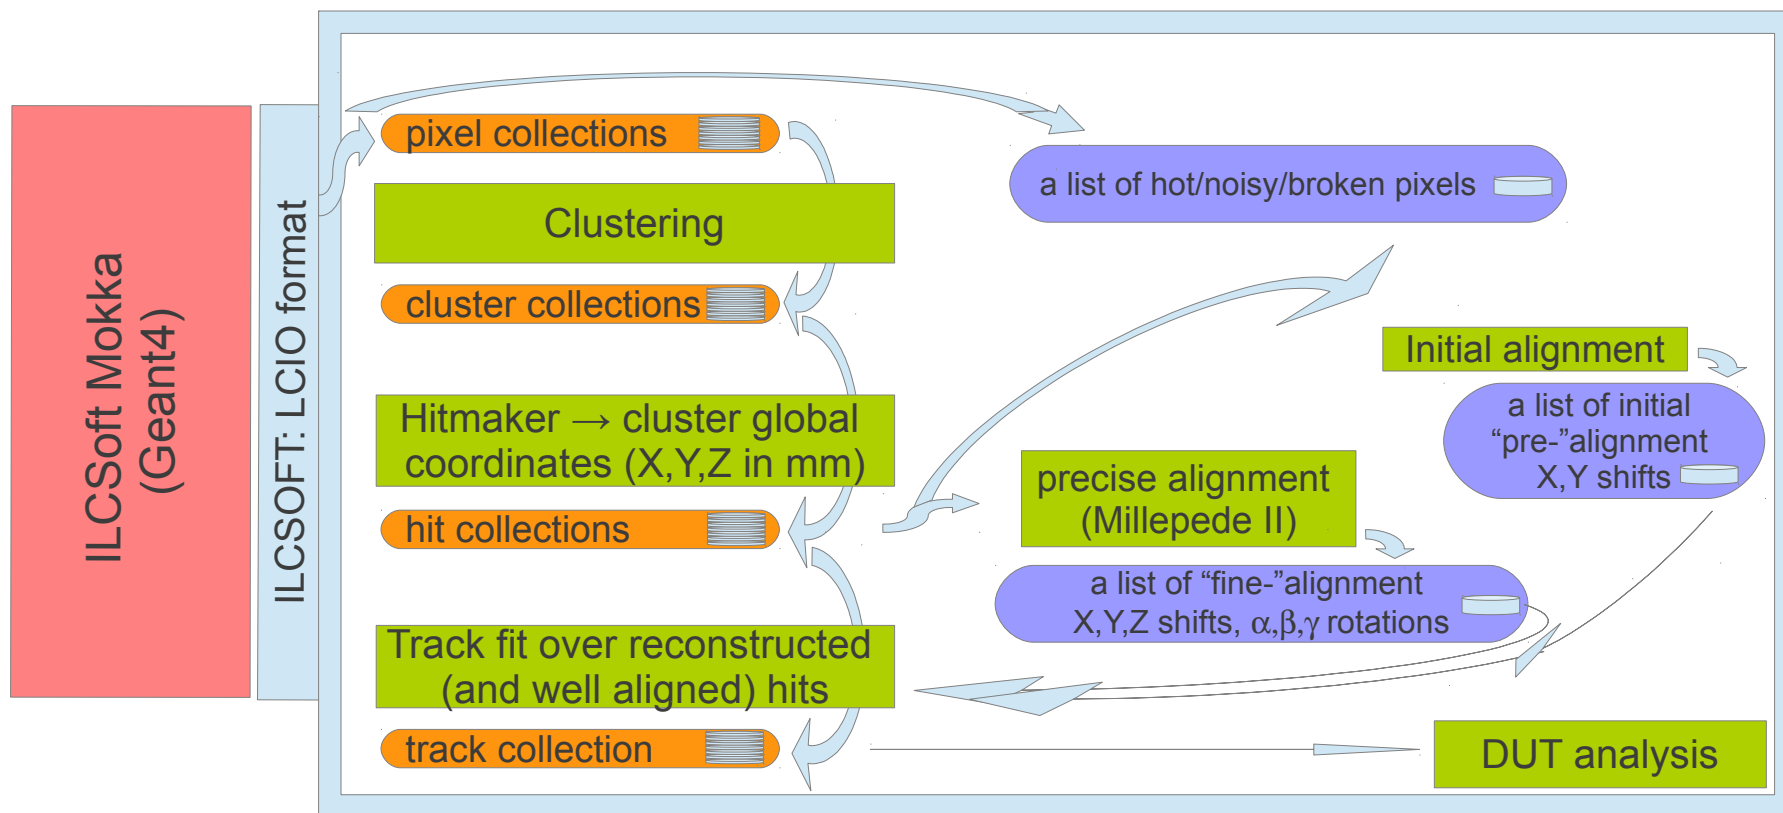 ILCSoft Mokka
(Geant4)
ILCSOFT: LCIO format
pixel collections
Clustering
cluster collections
Hitmaker → cluster global
coordinates (X,Y,Z in mm)
hit collections
Track fit over reconstructed
(and well aligned) hits
track collection
a list of hot/noisy/broken pixels
Initial alignment
a list of initial
“pre-”alignment
X,Y shifts
precise alignment
(Millepede II)
a list of “fine-”alignment
X,Y,Z shifts, α,β,γ rotations
DUT analysis